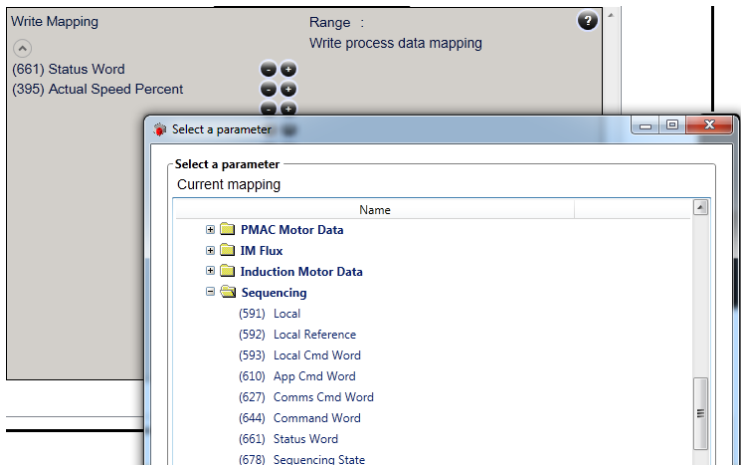 Write Mapping
Range :
Write process data mapping
(661) Status Word
(395) Actual Speed Percent
Select a parameter
Select a parameter
Current mapping
Name
PMAC Motor Data
IM Flux
Induction Motor Data
Sequencing
(591) Local
(592) Local Reference
(593) Local Cmd Word
(610) App Cmd Word
(627) Comms Cmd Word
(644) Command Word
(661) Status Word
(678) Sequencing State